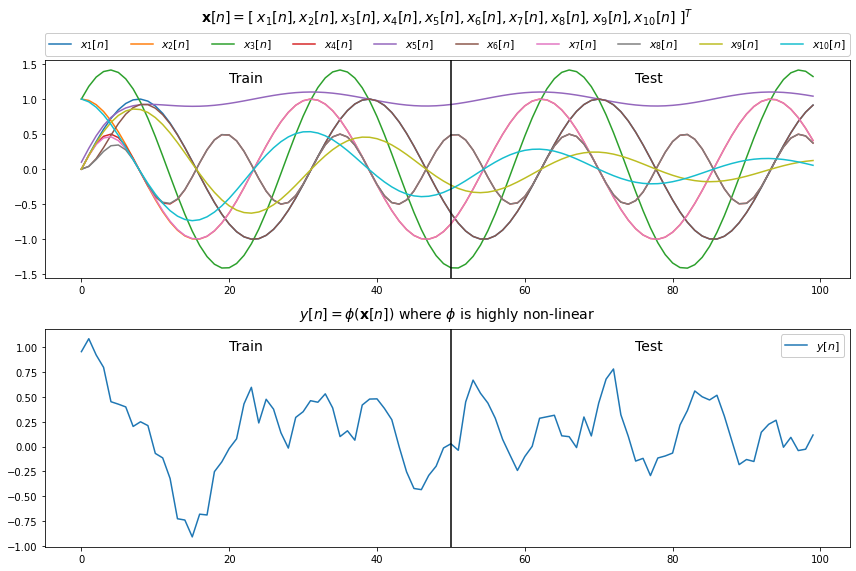 𝐱[n] = [ x₁[n], x₂[n], x₃[n], x₄[n], x₅[n], x₆[n], x₇[n], x₈[n], x₉[n], x₁₀[n] ]ᵀ
x₁[n] x₂[n] x₃[n] x₄[n] x₅[n] x₆[n] x₇[n] x₈[n] x₉[n] x₁₀[n]
Train Test
1.5
1.0
0.5
0.0
−0.5
−1.0
−1.5
0 20 40 60 80 100
y[n] = ϕ(𝐱[n]) where ϕ is highly non-linear
Train Test y[n]
1.00
0.75
0.50
0.25
0.00
−0.25
−0.50
−0.75
−1.00
0 20 40 60 80 100